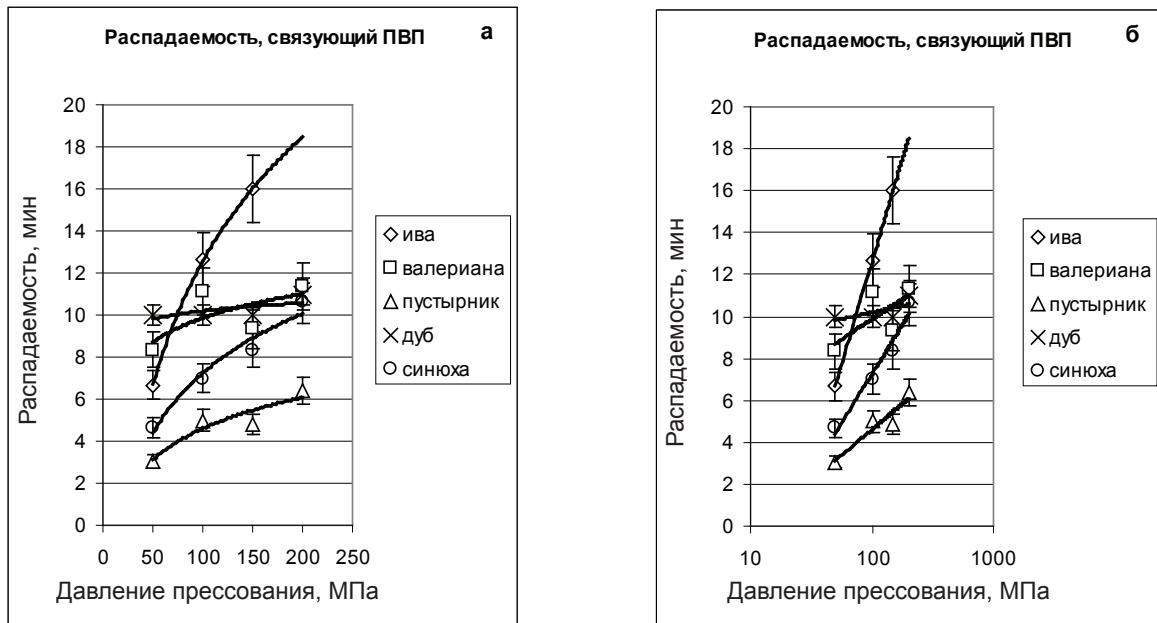 Распадаемость, связующий ПВП
а
20
18
16
14
12
10
8
6
4
2
0
0 50 100 150 200 250
Распадаемость, мин
Давление прессования, МПа
ива
валериана
пустырник
дуб
синюха
Распадаемость, связующий ПВП
б
20
18
16
14
12
10
8
6
4
2
0
10 100 1000
Распадаемость, мин
Давление прессования, МПа
ива
валериана
пустырник
дуб
синюха